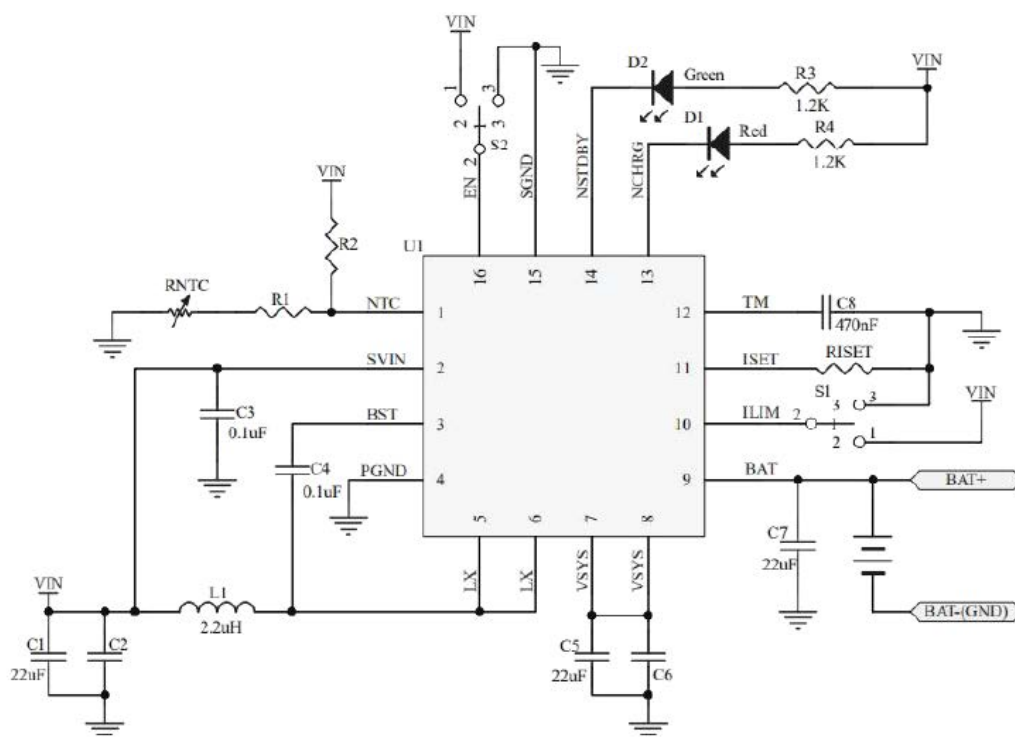 VIN
1
3
2
1
3
S2
2
EN
SGND
D2
Green
R3
1.2K
VIN
D1
Red
R4
1.2K
NSTDBY
NCHRG
VIN
R2
U1
16
15
14
13
RNTC
R1
NTC
1
12
TM
C8
470nF
SVIN
2
11
ISET
RISET
C3
0.1uF
BST
3
10
ILIM
2
S1
3
3
1
2
1
VIN
C4
0.1uF
PGND
4
9
BAT
BAT+
5
6
7
8
C7
22uF
LX
LX
VSYS
VSYS
VIN
L1
2.2uH
BAT-(GND)
C1
22uF
C2
C5
22uF
C6